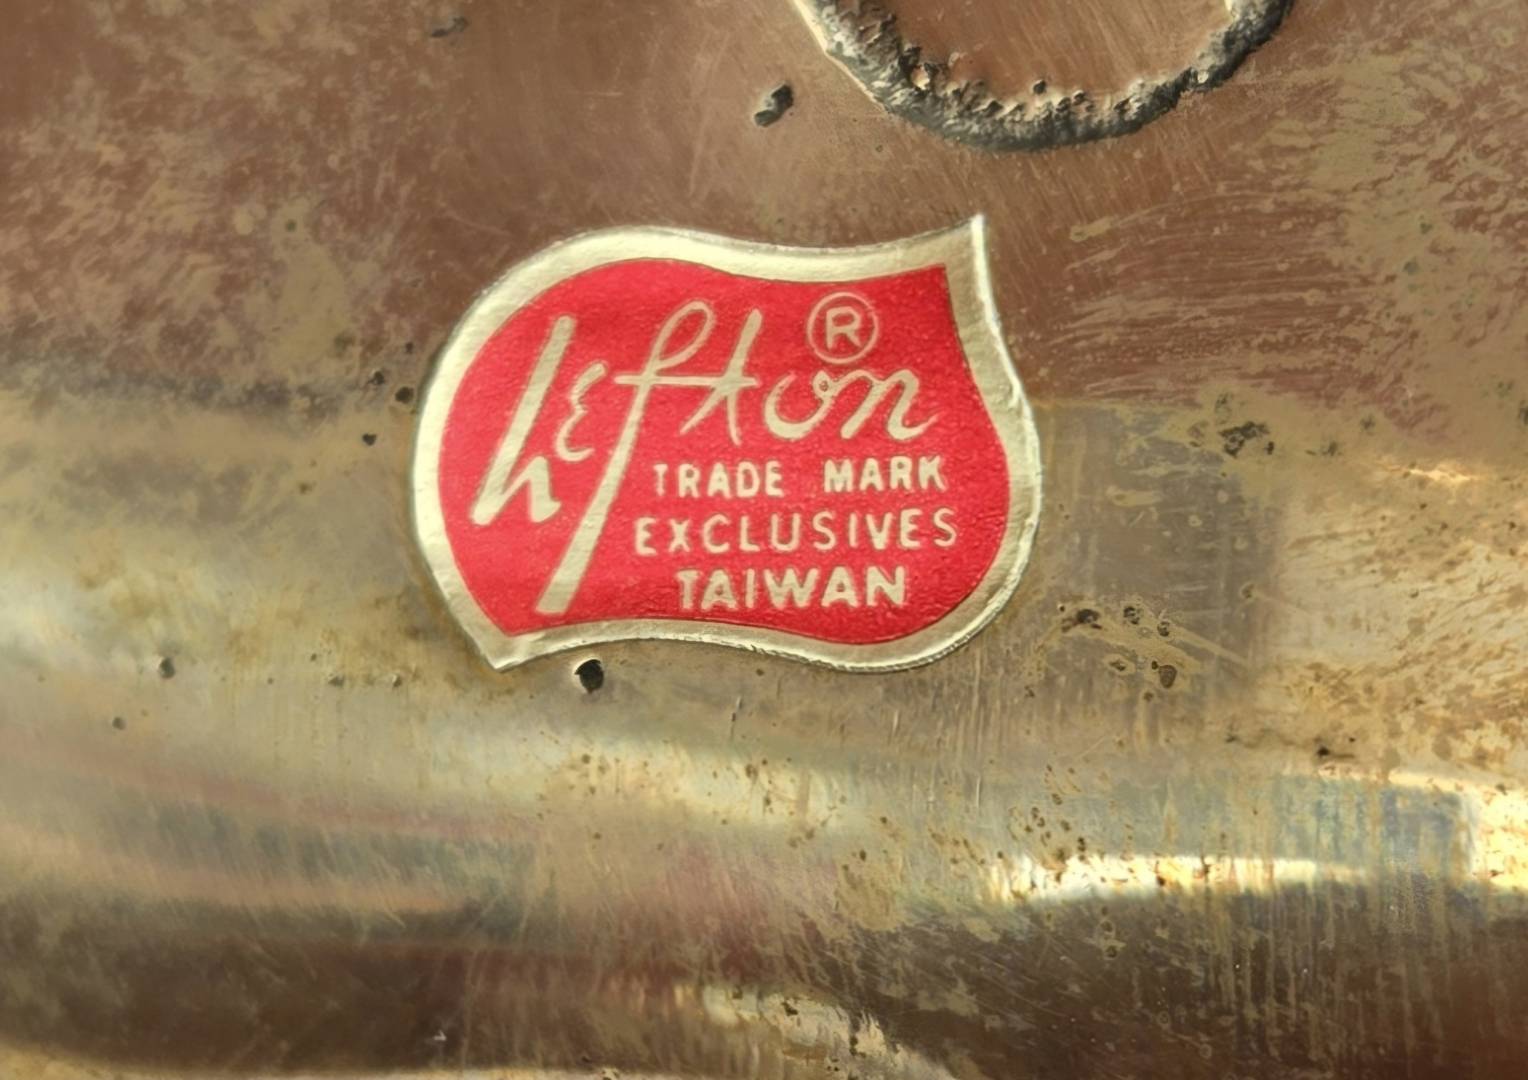 Lefton ®
TRADE MARK
EXCLUSIVES
TAIWAN